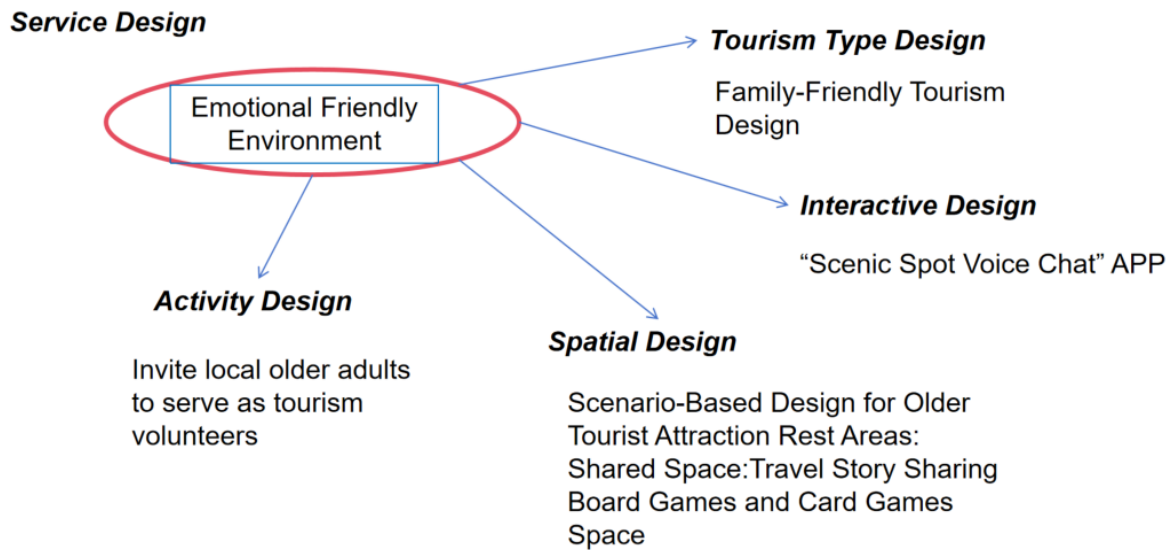 Service Design
Emotional Friendly
Environment
Tourism Type Design
Family-Friendly Tourism
Design
Interactive Design
“Scenic Spot Voice Chat” APP
Activity Design
Invite local older adults
to serve as tourism
volunteers
Spatial Design
Scenario-Based Design for Older
Tourist Attraction Rest Areas:
Shared Space:Travel Story Sharing
Board Games and Card Games
Space